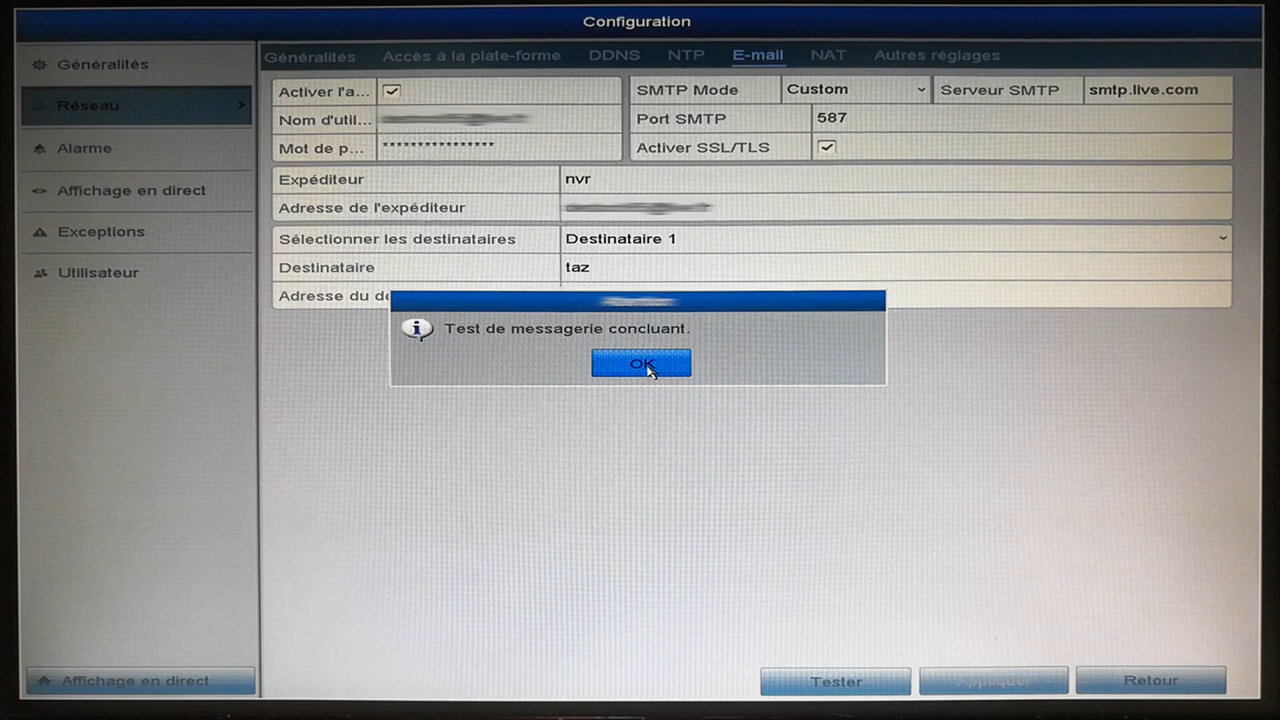 Configuration
Généralités
Réseau >
Alarme
Affichage en direct
Exceptions
Utilisateur
Affichage en direct
Généralités Accès à la plate-forme DDNS NTP E-mail NAT Autres réglages
Activer l'a...
SMTP Mode Custom Serveur SMTP smtp.live.com
Nom d'util...
Port SMTP 587
Mot de p... ****************
Activer SSL/TLS
Expéditeur nvr
Adresse de l'expéditeur
Sélectionner les destinataires Destinataire 1
Destinataire taz
Adresse du de
Test de messagerie concluant.
OK
Tester Appliquer Retour